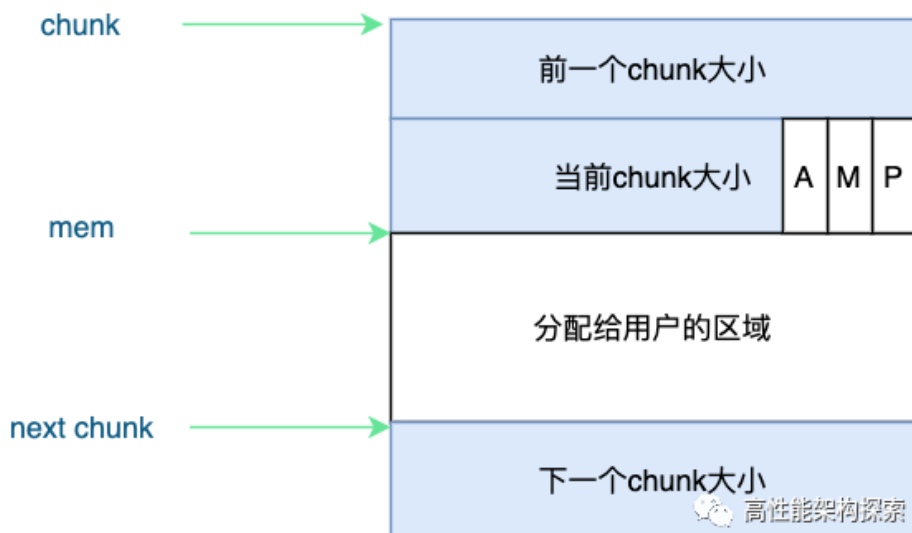 chunk
前一个chunk大小
当前chunk大小 A M P
mem
分配给用户的区域
next chunk
下一个chunk大小
高性能架构探索